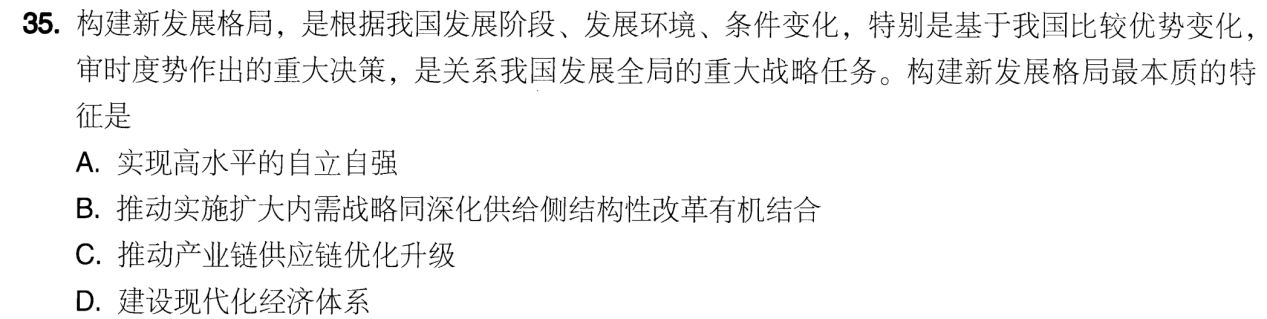 35. 构建新发展格局，是根据我国发展阶段、发展环境、条件变化，特别是基于我国比较优势变化，
审时度势作出的重大决策，是关系我国发展全局的重大战略任务。构建新发展格局最本质的特
征是
A. 实现高水平的自立自强
B. 推动实施扩大内需战略同深化供给侧结构性改革有机结合
C. 推动产业链供应链优化升级
D. 建设现代化经济体系